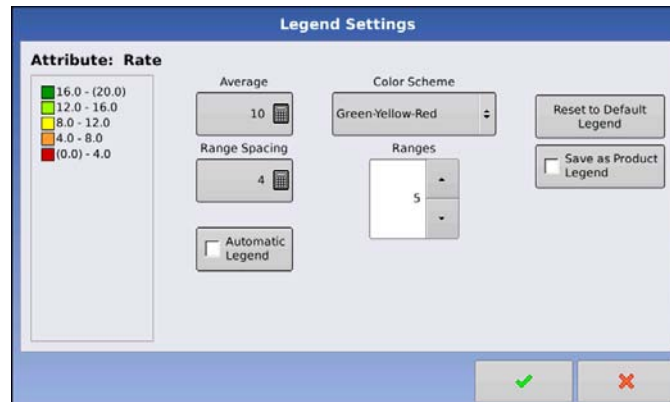 Legend Settings
Attribute: Rate
16.0 - (20.0)
12.0 - 16.0
8.0 - 12.0
4.0 - 8.0
(0.0) - 4.0
Average
10
Range Spacing
4
Automatic
Legend
Color Scheme
Green-Yellow-Red
Ranges
5
Reset to Default
Legend
Save as Product
Legend